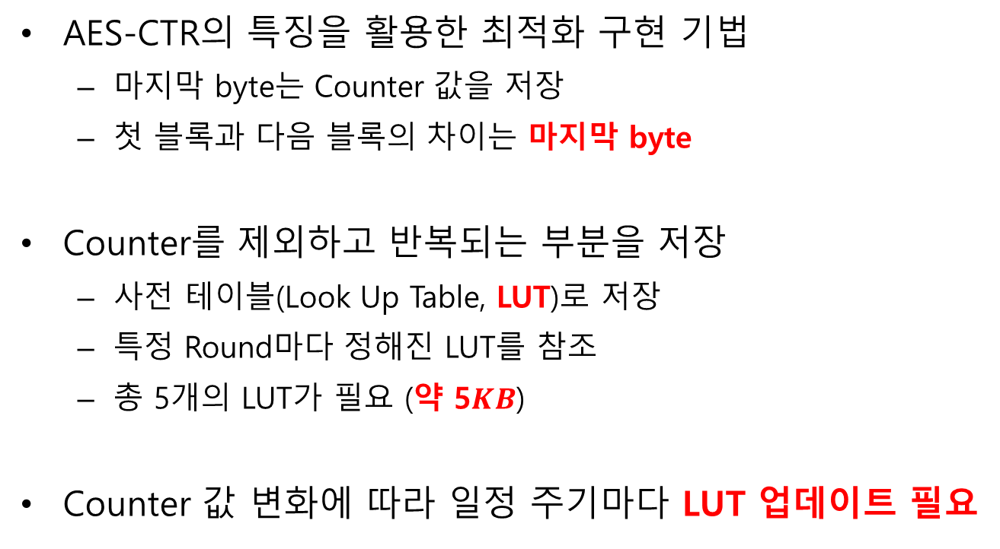 • AES-CTR의 특징을 활용한 최적화 구현 기법
– 마지막 byte는 Counter 값을 저장
– 첫 블록과 다음 블록의 차이는 마지막 byte
• Counter를 제외하고 반복되는 부분을 저장
– 사전 테이블(Look Up Table, LUT)로 저장
– 특정 Round마다 정해진 LUT를 참조
– 총 5개의 LUT가 필요 (약 5KB)
• Counter 값 변화에 따라 일정 주기마다 LUT 업데이트 필요